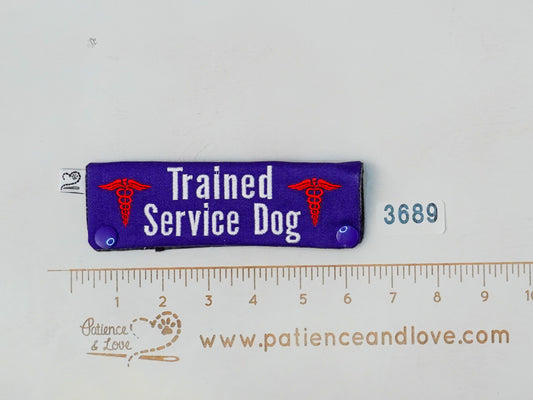 Trained
Service Dog
3689
1 2 3 4 5 6 7 8 9 10
Patience
& Love
www.patienceandlove.com